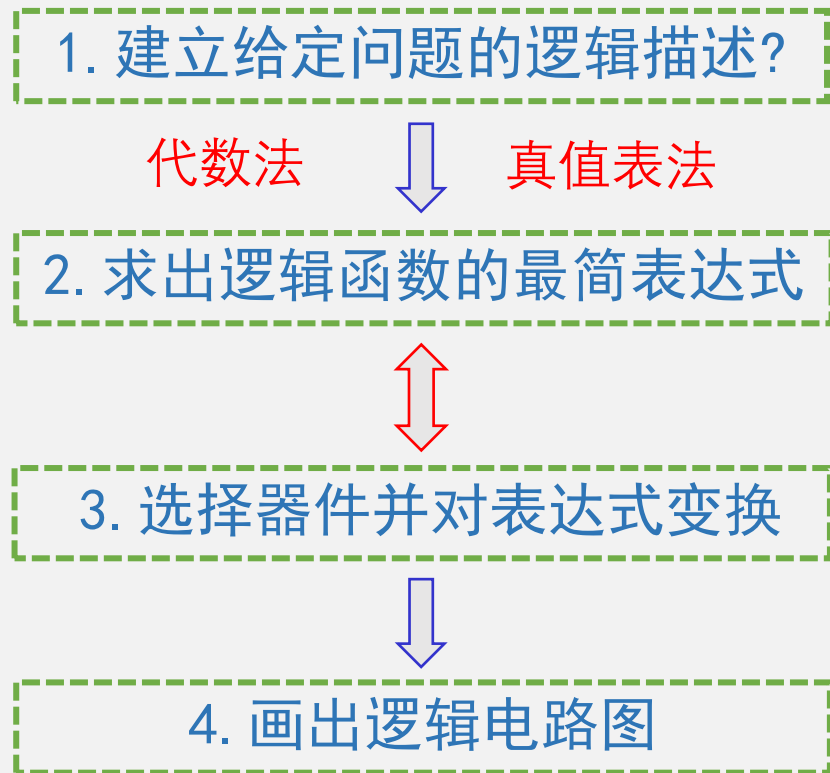 1. 建立给定问题的逻辑描述?
代数法 真值表法
2. 求出逻辑函数的最简表达式
3. 选择器件并对表达式变换
4. 画出逻辑电路图